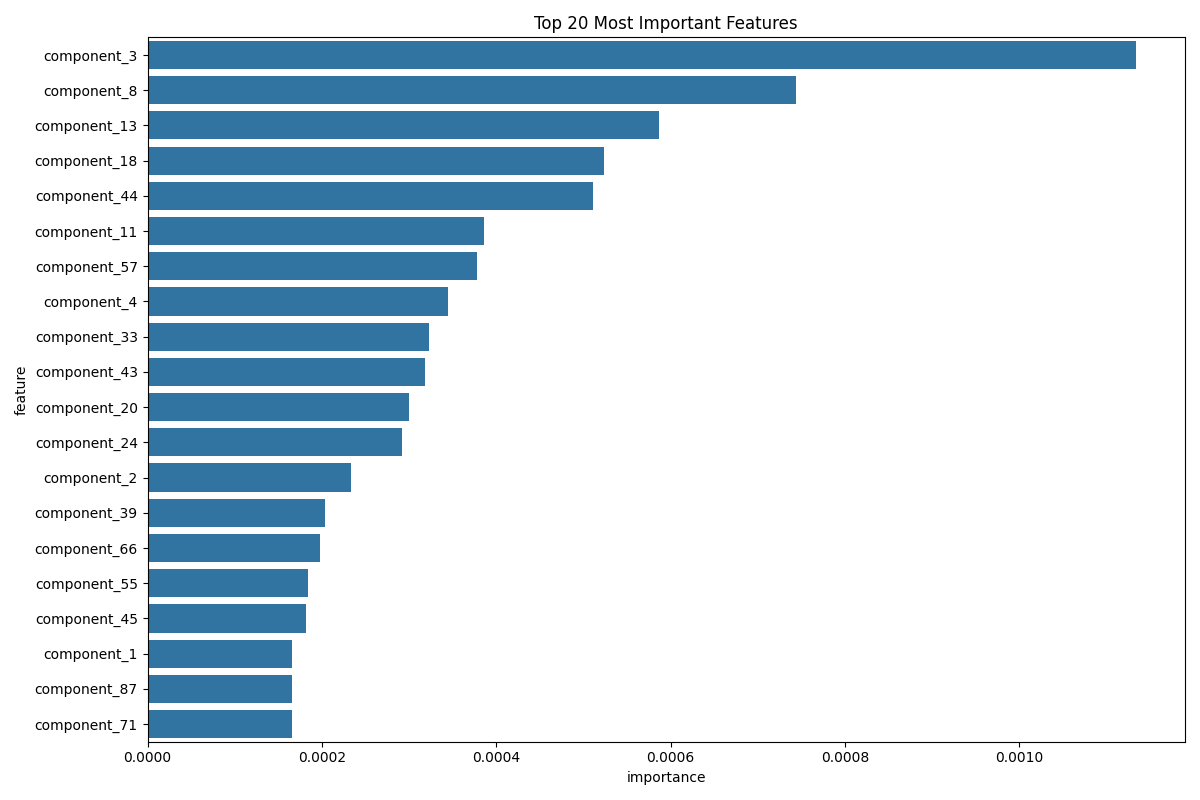 Top 20 Most Important Features
component_3
component_8
component_13
component_18
component_44
component_11
component_57
component_4
component_33
component_43
component_20
component_24
component_2
component_39
component_66
component_55
component_45
component_1
component_87
component_71
feature
0.0000 0.0002 0.0004 0.0006 0.0008 0.0010
importance